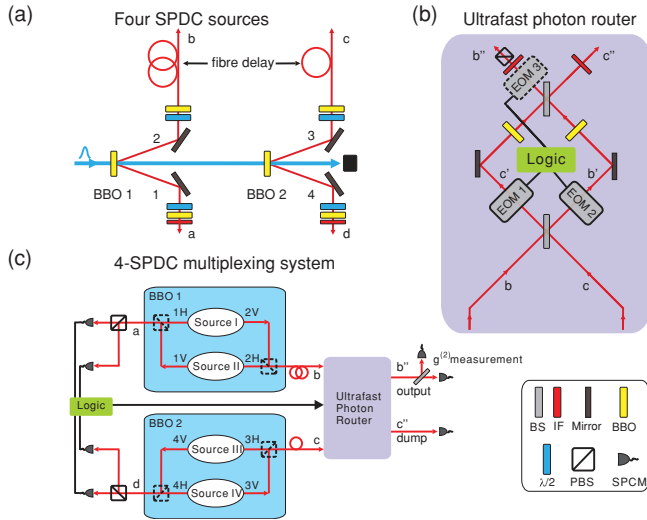 (a)
Four SPDC sources
b
c
fibre delay
2
3
BBO 1
BBO 2
1
4
a
d
(b)
Ultrafast photon router
b''
c''
EOM 3
Logic
c'
b'
EOM 1
EOM 2
b
c
(c)
4-SPDC multiplexing system
BBO 1
1H
2V
Source I
a
1V
2H
Source II
b
Logic
BBO 2
4V
3H
Source III
c
d
4H
3V
Source IV
Ultrafast
Photon
Router
b''
g(2)measurement
output
c''
dump
BS
IF
Mirror
BBO
λ/2
PBS
SPCM